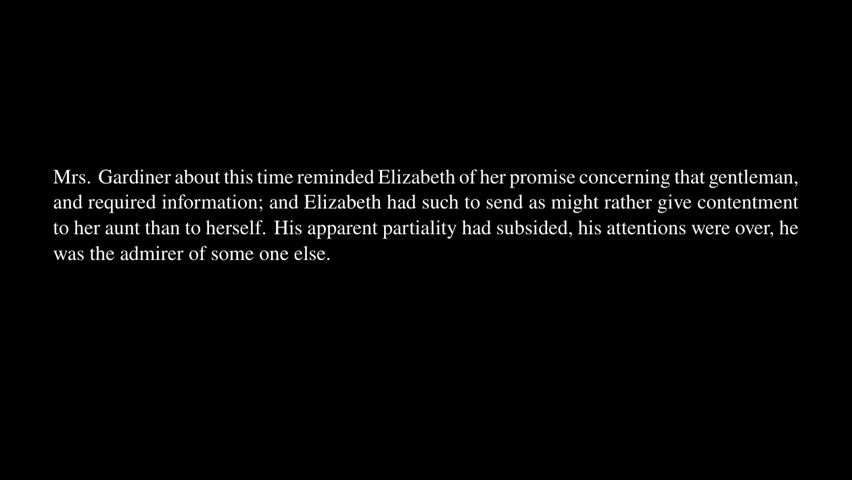 Mrs. Gardiner about this time reminded Elizabeth of her promise concerning that gentleman,
and required information; and Elizabeth had such to send as might rather give contentment
to her aunt than to herself. His apparent partiality had subsided, his attentions were over, he
was the admirer of some one else.